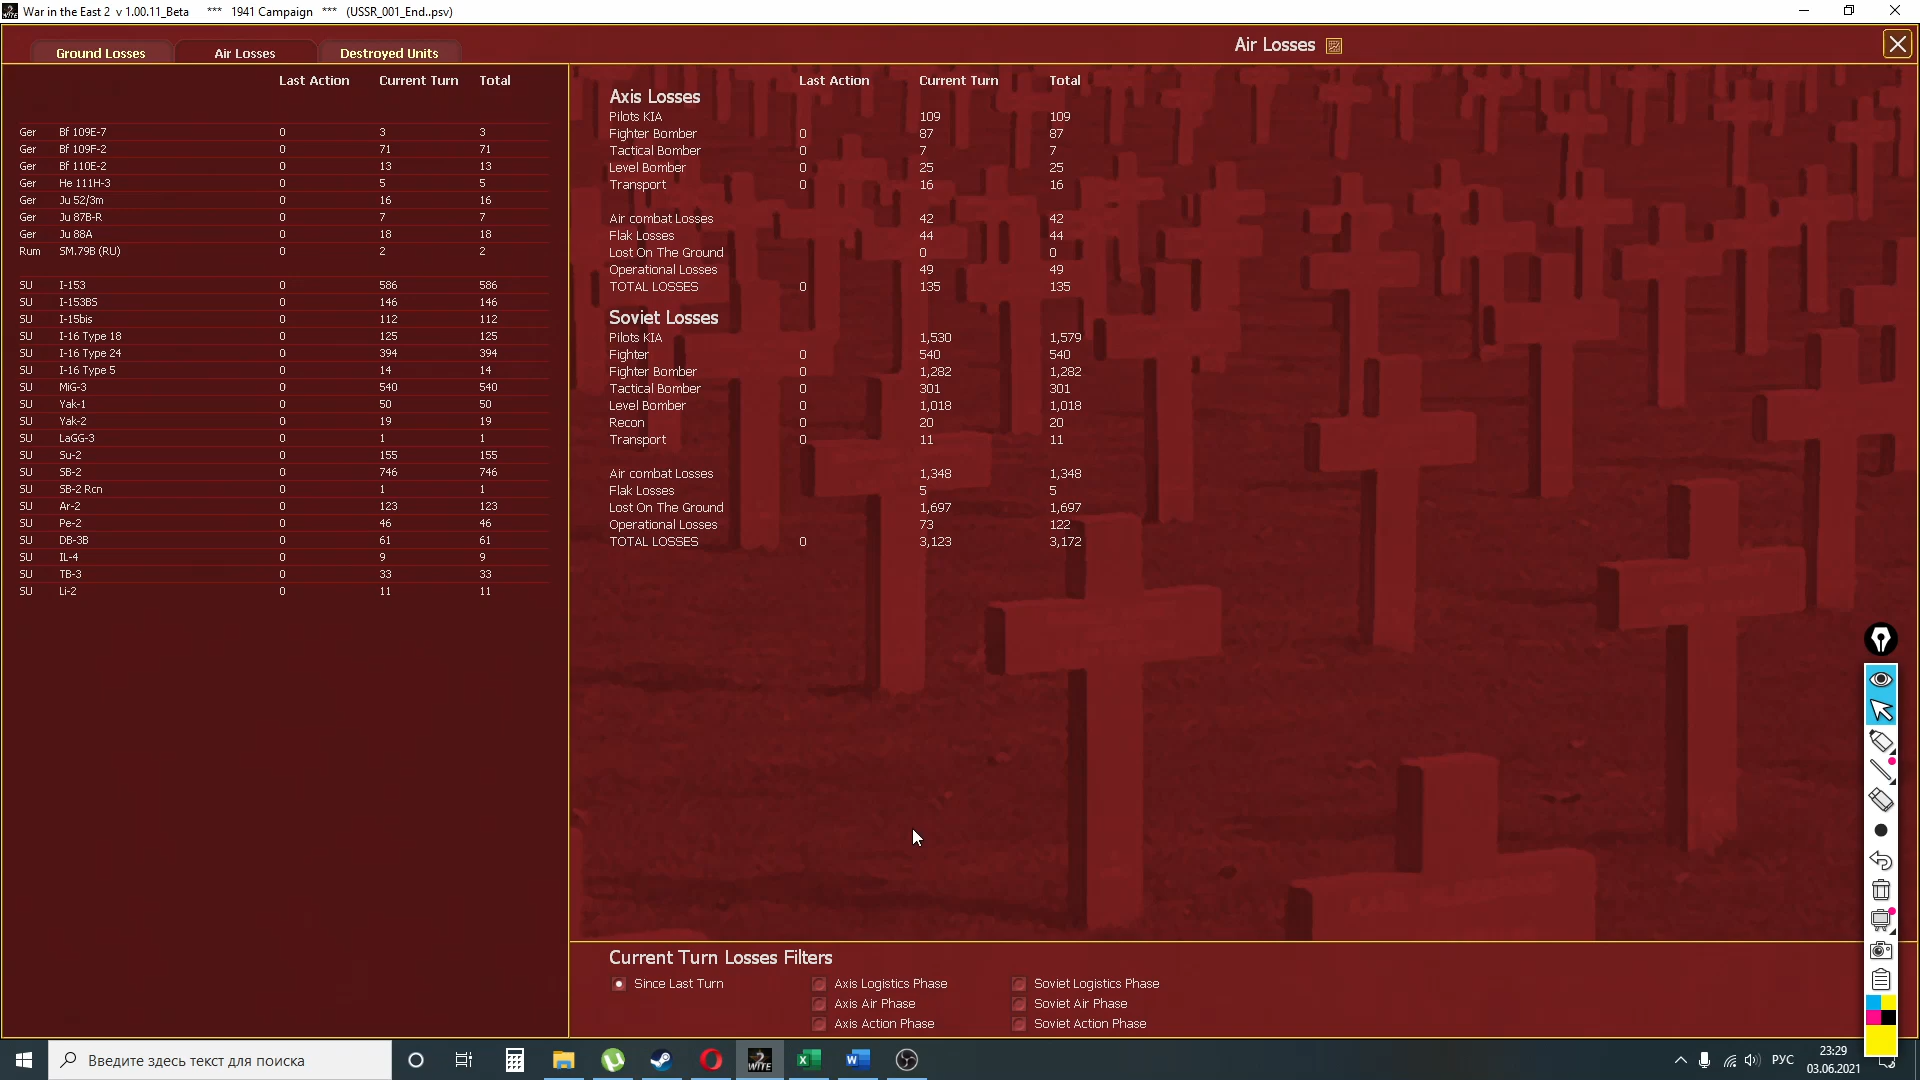 War in the East 2 v 1.00.11_Beta *** 1941 Campaign *** (USSR_001_End..psv)
Ground Losses Air Losses Destroyed Units
Air Losses
Last Action Current Turn Total
Ger Bf 109E-7 0 3 3
Ger Bf 109F-2 0 71 71
Ger Bf 110E-2 0 13 13
Ger He 111H-3 0 5 5
Ger Ju 52/3m 0 16 16
Ger Ju 87B-R 0 7 7
Ger Ju 88A 0 18 18
Rum SM.79B (RU) 0 2 2
SU I-153 0 586 586
SU I-153BS 0 146 146
SU I-15bis 0 112 112
SU I-16 Type 18 0 125 125
SU I-16 Type 24 0 394 394
SU I-16 Type 5 0 14 14
SU MiG-3 0 540 540
SU Yak-1 0 50 50
SU Yak-2 0 19 19
SU LaGG-3 0 1 1
SU Su-2 0 155 155
SU SB-2 0 746 746
SU SB-2 Rcn 0 1 1
SU Ar-2 0 123 123
SU Pe-2 0 46 46
SU DB-3B 0 61 61
SU IL-4 0 9 9
SU TB-3 0 33 33
SU Li-2 0 11 11
Last Action Current Turn Total
Axis Losses
Pilots KIA 109 109
Fighter Bomber 0 87 87
Tactical Bomber 0 7 7
Level Bomber 0 25 25
Transport 0 16 16
Air combat Losses 42 42
Flak Losses 44 44
Lost On The Ground 0 0
Operational Losses 49 49
TOTAL LOSSES 0 135 135
Soviet Losses
Pilots KIA 1,530 1,579
Fighter 0 540 540
Fighter Bomber 0 1,282 1,282
Tactical Bomber 0 301 301
Level Bomber 0 1,018 1,018
Recon 0 20 20
Transport 0 11 11
Air combat Losses 1,348 1,348
Flak Losses 5 5
Lost On The Ground 1,697 1,697
Operational Losses 73 122
TOTAL LOSSES 0 3,123 3,172
Current Turn Losses Filters
Since Last Turn Axis Logistics Phase Soviet Logistics Phase
Axis Air Phase Soviet Air Phase
Axis Action Phase Soviet Action Phase
Введите здесь текст для поиска
2
WITE
РУС
23:29
03.06.2021